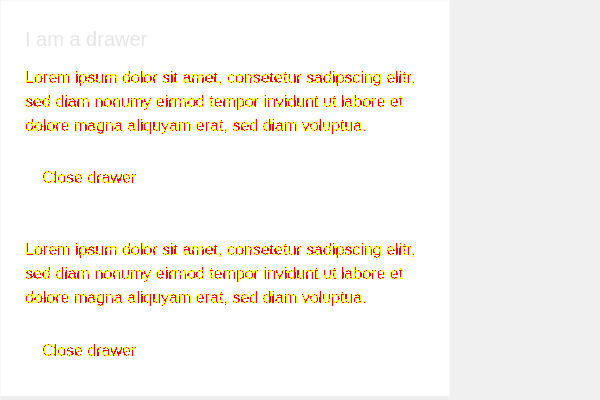 I am a drawer
Lorem ipsum dolor sit amet, consetetur sadipscing elitr,
sed diam nonumy eirmod tempor invidunt ut labore et
dolore magna aliquyam erat, sed diam voluptua.
Close drawer
Lorem ipsum dolor sit amet, consetetur sadipscing elitr,
sed diam nonumy eirmod tempor invidunt ut labore et
dolore magna aliquyam erat, sed diam voluptua.
Close drawer